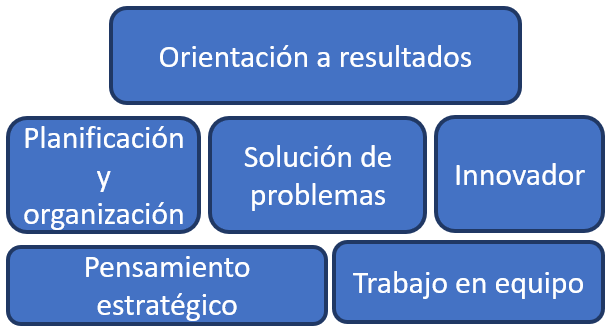 Orientación a resultados
Planificación
y
organización
Solución de
problemas
Innovador
Pensamiento
estratégico
Trabajo en equipo